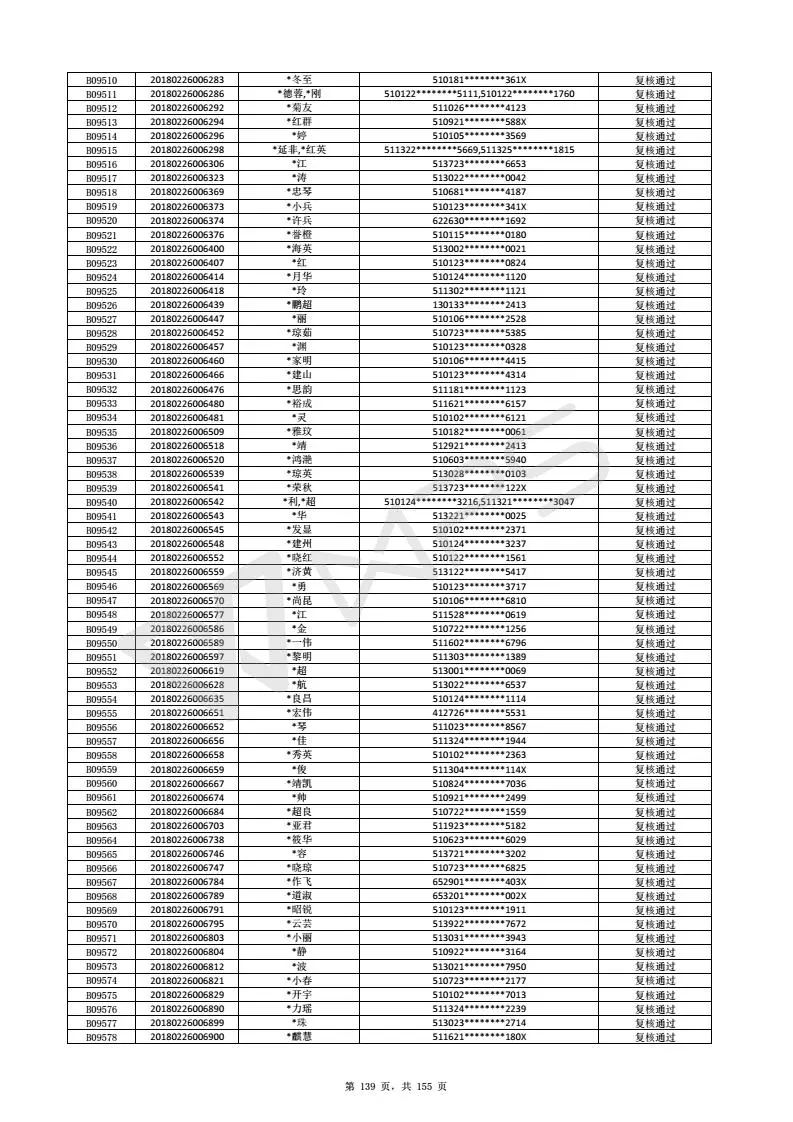 B09510 20180226006283 *冬至 510181********361X 复核通过
B09511 20180226006286 *德蓉,*刚 510122********5111,510122********1760 复核通过
B09512 20180226006292 *菊友 511026********4123 复核通过
B09513 20180226006294 *红群 510921********588X 复核通过
B09514 20180226006296 *婷 510105********3569 复核通过
B09515 20180226006298 *延非,*红英 511322********5669,511325********1815 复核通过
B09516 20180226006306 *江 513723********6653 复核通过
B09517 20180226006323 *涛 513022********0042 复核通过
B09518 20180226006369 *忠琴 510681********4187 复核通过
B09519 20180226006373 *小兵 510123********341X 复核通过
B09520 20180226006374 *许兵 622630********1692 复核通过
B09521 20180226006376 *誉橙 510115********0180 复核通过
B09522 20180226006400 *海英 513002********0021 复核通过
B09523 20180226006407 *红 510123********0824 复核通过
B09524 20180226006414 *月华 510124********1120 复核通过
B09525 20180226006418 *玲 511302********1121 复核通过
B09526 20180226006439 *鹏超 130133********2413 复核通过
B09527 20180226006447 *丽 510106********2528 复核通过
B09528 20180226006452 *琼茹 510723********5385 复核通过
B09529 20180226006457 *渊 510123********0328 复核通过
B09530 20180226006460 *家明 510106********4415 复核通过
B09531 20180226006466 *建山 510123********4314 复核通过
B09532 20180226006476 *思韵 511181********1123 复核通过
B09533 20180226006480 *裕成 511621********6157 复核通过
B09534 20180226006481 *灵 510102********6121 复核通过
B09535 20180226006509 *雅玟 510182********0061 复核通过
B09536 20180226006518 *靖 512921********2413 复核通过
B09537 20180226006520 *鸿滟 510603********5940 复核通过
B09538 20180226006539 *琼英 513028********0103 复核通过
B09539 20180226006541 *荣秋 513723********122X 复核通过
B09540 20180226006542 *利,*超 510124********3216,511321********3047 复核通过
B09541 20180226006543 *华 513221********0025 复核通过
B09542 20180226006545 *发显 510102********2371 复核通过
B09543 20180226006548 *建州 510124********3237 复核通过
B09544 20180226006552 *晓红 510122********1561 复核通过
B09545 20180226006559 *济黄 513122********5417 复核通过
B09546 20180226006569 *勇 510123********3717 复核通过
B09547 20180226006570 *尚昆 510106********6810 复核通过
B09548 20180226006577 *江 511528********0619 复核通过
B09549 20180226006586 *金 510722********1256 复核通过
B09550 20180226006589 *一伟 511602********6796 复核通过
B09551 20180226006597 *黎明 511303********1389 复核通过
B09552 20180226006619 *超 513001********0069 复核通过
B09553 20180226006628 *航 513022********6537 复核通过
B09554 20180226006635 *良昌 510124********1114 复核通过
B09555 20180226006651 *宏伟 412726********5531 复核通过
B09556 20180226006652 *琴 511023********8567 复核通过
B09557 20180226006656 *佳 511324********1944 复核通过
B09558 20180226006658 *秀英 510102********2363 复核通过
B09559 20180226006659 *俊 511304********114X 复核通过
B09560 20180226006667 *靖凯 510824********7036 复核通过
B09561 20180226006674 *帅 510921********2499 复核通过
B09562 20180226006684 *超良 510722********1559 复核通过
B09563 20180226006703 *亚君 511923********5182 复核通过
B09564 20180226006738 *筱华 510623********6029 复核通过
B09565 20180226006746 *容 513721********3202 复核通过
B09566 20180226006747 *晓琼 510723********6825 复核通过
B09567 20180226006784 *作飞 652901********403X 复核通过
B09568 20180226006789 *道淑 653201********002X 复核通过
B09569 20180226006791 *昭锐 510123********1911 复核通过
B09570 20180226006795 *云芸 513922********7672 复核通过
B09571 20180226006803 *小丽 513031********3943 复核通过
B09572 20180226006804 *静 510922********3164 复核通过
B09573 20180226006812 *波 513021********7950 复核通过
B09574 20180226006821 *小春 510723********2177 复核通过
B09575 20180226006829 *开宇 510102********7013 复核通过
B09576 20180226006890 *力瑶 511324********2239 复核通过
B09577 20180226006899 *珠 513023********2714 复核通过
B09578 20180226006900 *麒慧 511621********180X 复核通过
第 139 页，共 155 页